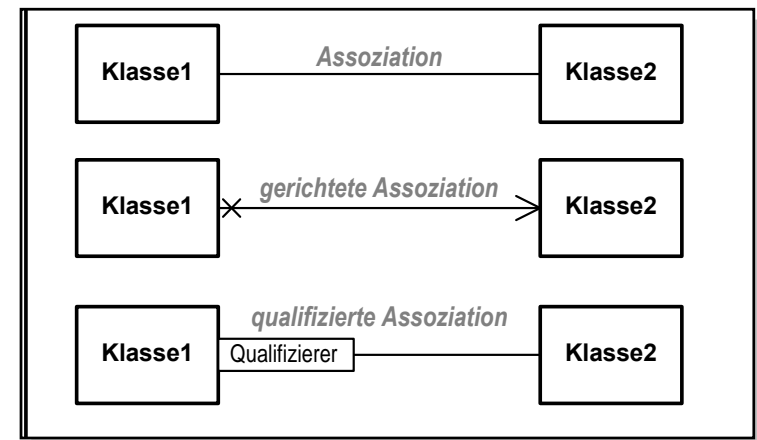 Assoziation
Klasse1
Klasse2
gerichtete Assoziation
Klasse1
Klasse2
qualifizierte Assoziation
Klasse1
Qualifizierer
Klasse2